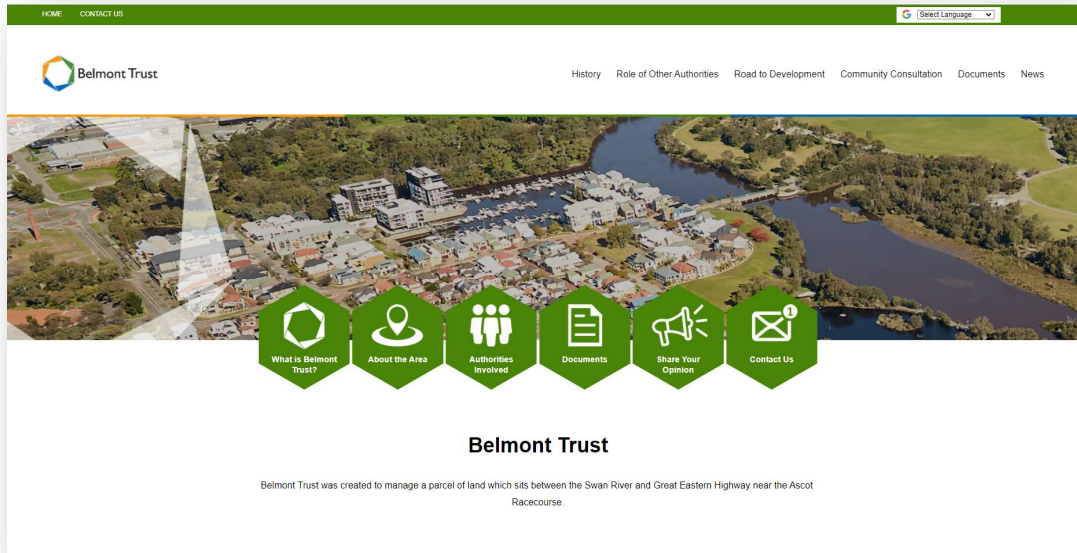 HOME CONTACT US
Select Language
Belmont Trust
History Role of Other Authorities Road to Development Community Consultation Documents News
What is Belmont
Trust?
About the Area
Authorities
Involved
Documents
Share Your
Opinion
1
Contact Us
Belmont Trust
Belmont Trust was created to manage a parcel of land which sits between the Swan River and Great Eastern Highway near the Ascot
Racecourse.